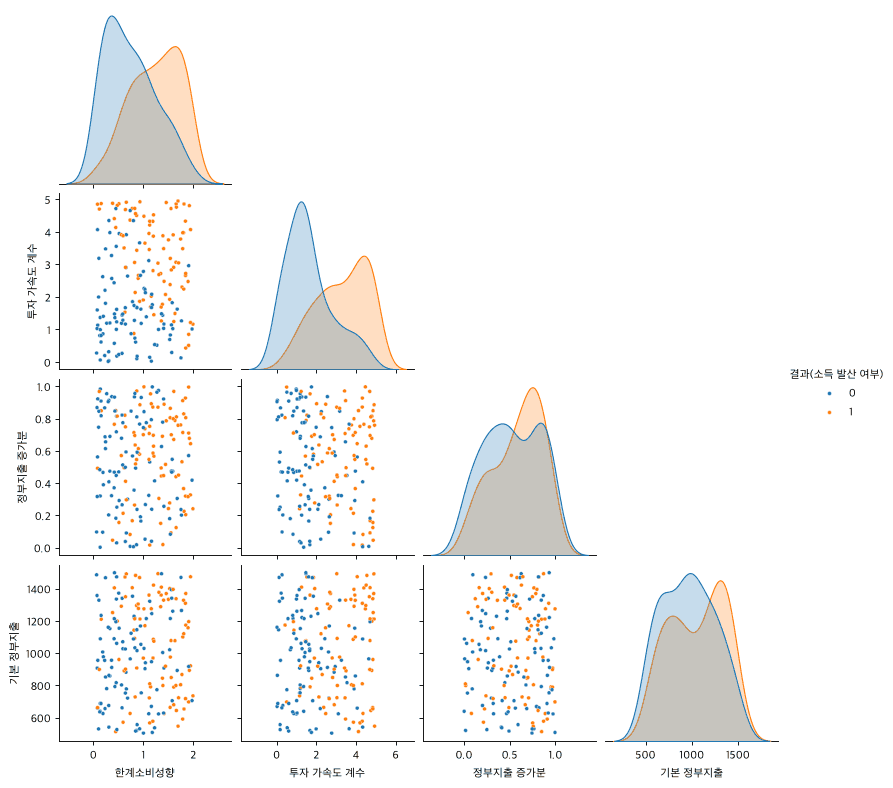 5
4
3
2
1
0
투자 가속도 계수
1.0
0.8
0.6
0.4
0.2
0.0
정부지출 증가분
결과(소득 발산 여부)
0
1
1400
1200
1000
800
600
기본 정부지출
0 1 2
한계소비성향
0 2 4 6
투자 가속도 계수
0.0 0.5 1.0
정부지출 증가분
500 1000 1500
기본 정부지출